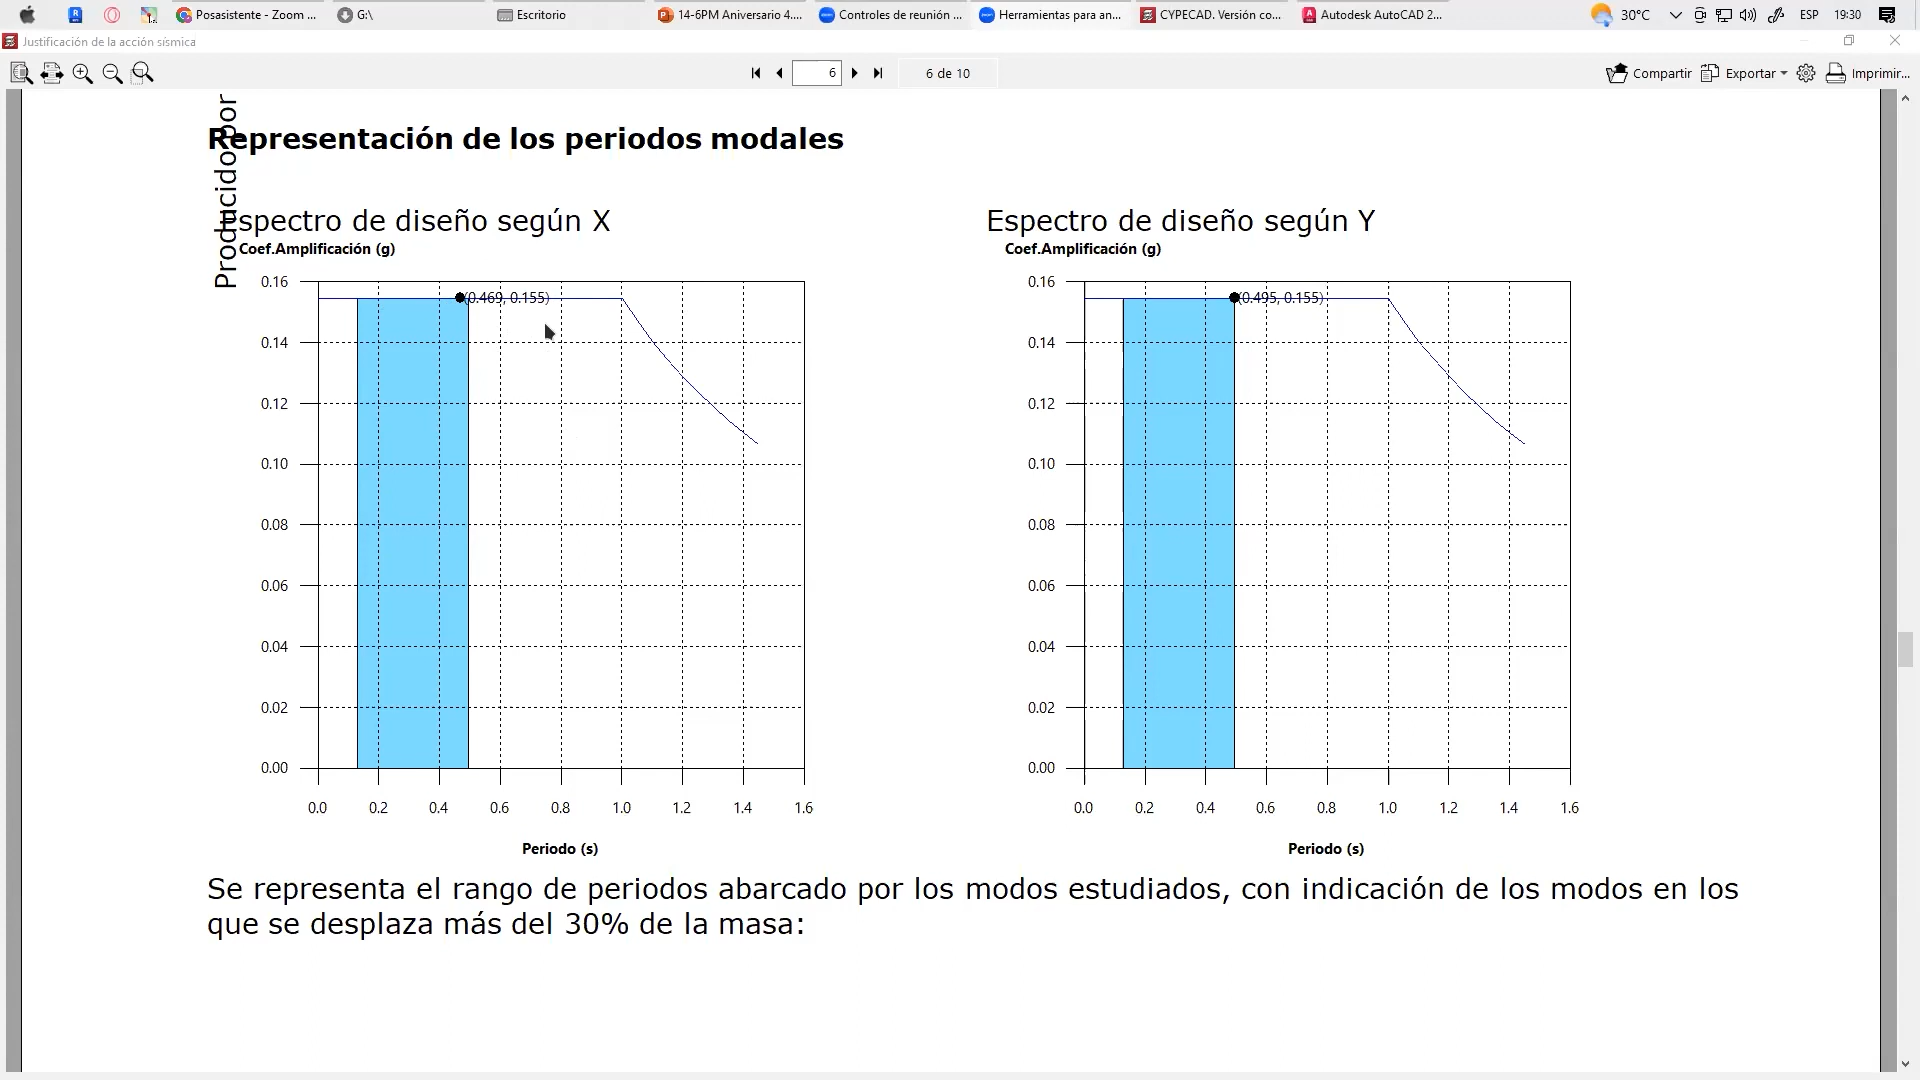 Posasistente - Zoom ...
G:\
Escritorio
14-6PM Aniversario 4....
Controles de reunión ...
Herramientas para an...
CYPECAD. Versión co...
Autodesk AutoCAD 2...
30°C
ESP
19:30
Justificación de la acción sísmica
6
6 de 10
Compartir
Exportar
Imprimir...
Producido por
Representación de los periodos modales
Espectro de diseño según X
Coef.Amplificación (g)
0.16
0.14
0.12
0.10
0.08
0.06
0.04
0.02
0.00
(0.469, 0.155)
0.0 0.2 0.4 0.6 0.8 1.0 1.2 1.4 1.6
Periodo (s)
Espectro de diseño según Y
Coef.Amplificación (g)
0.16
0.14
0.12
0.10
0.08
0.06
0.04
0.02
0.00
(0.495, 0.155)
0.0 0.2 0.4 0.6 0.8 1.0 1.2 1.4 1.6
Periodo (s)
Se representa el rango de periodos abarcado por los modos estudiados, con indicación de los modos en los
que se desplaza más del 30% de la masa: